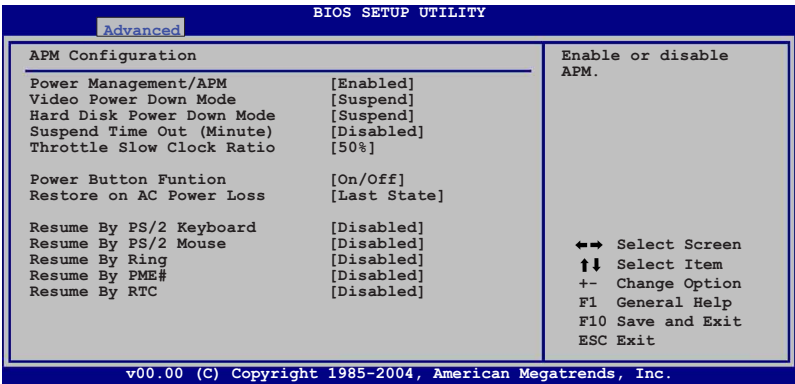 BIOS SETUP UTILITY
Advanced
APM Configuration
Power Management/APM [Enabled]
Video Power Down Mode [Suspend]
Hard Disk Power Down Mode [Suspend]
Suspend Time Out (Minute) [Disabled]
Throttle Slow Clock Ratio [50%]
Power Button Funtion [On/Off]
Restore on AC Power Loss [Last State]
Resume By PS/2 Keyboard [Disabled]
Resume By PS/2 Mouse [Disabled]
Resume By Ring [Disabled]
Resume By PME# [Disabled]
Resume By RTC [Disabled]
Enable or disable
APM.
←→ Select Screen
↑↓ Select Item
+- Change Option
F1 General Help
F10 Save and Exit
ESC Exit
v00.00 (C) Copyright 1985-2004, American Megatrends, Inc.